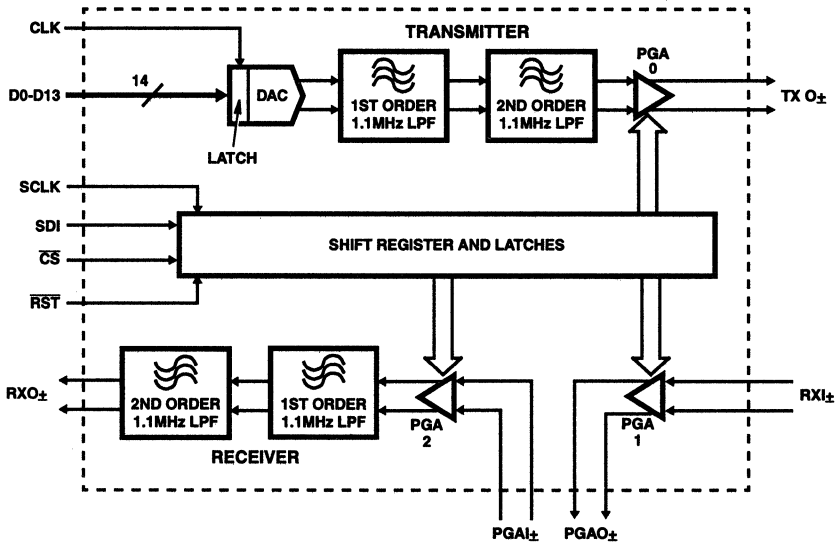 CLK
TRANSMITTER
PGA
0
D0-D13
14
DAC
1ST ORDER
1.1MHz LPF
2ND ORDER
1.1MHz LPF
TX O±
LATCH
SCLK
SDI
SHIFT REGISTER AND LATCHES
C̅S̅
R̅S̅T̅
RXO±
2ND ORDER
1.1MHz LPF
1ST ORDER
1.1MHz LPF
PGA
2
PGA
1
RXI±
RECEIVER
PGAI±
PGAO±